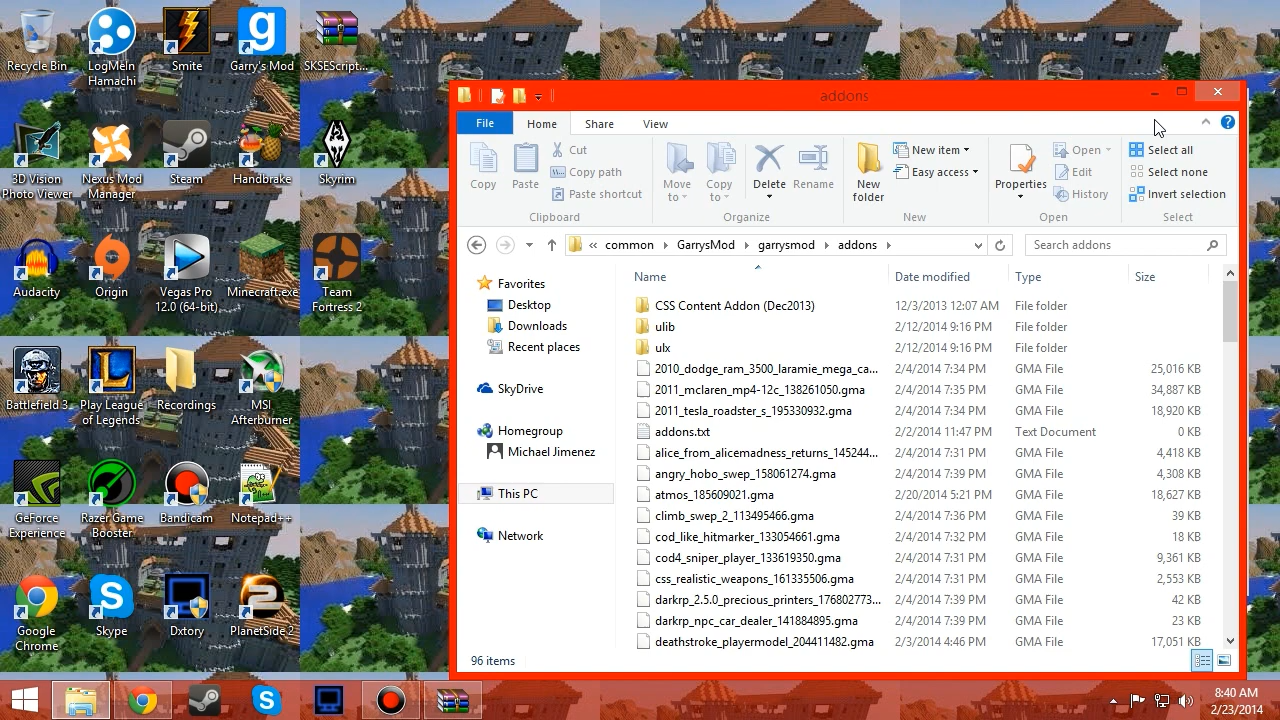 Recycle Bin
LogMeIn Hamachi
Smite
Garry's Mod
SKSEScript...
3D Vision Photo Viewer
Nexus Mod Manager
Steam
Handbrake
Skyrim
Audacity
Origin
Vegas Pro 12.0 (64-bit)
Minecraft.exe
Team Fortress 2
Battlefield 3
Play League of Legends
Recordings
MSI Afterburner
GeForce Experience
Razer Game Booster
Bandicam
Notepad++
Google Chrome
Skype
Dxtory
PlanetSide 2
addons
File Home Share View
Copy
Paste
Cut
Copy path
Paste shortcut
Clipboard
Move to
Copy to
Delete
Rename
Organize
New folder
New item
Easy access
New
Properties
Open
Edit
History
Open
Select all
Select none
Invert selection
Select
« common GarrysMod garrysmod addons
Search addons
Favorites
Desktop
Downloads
Recent places
SkyDrive
Homegroup
Michael Jimenez
This PC
Network
Name Date modified Type Size
CSS Content Addon (Dec2013) 12/3/2013 12:07 AM File folder
ulib 2/12/2014 9:16 PM File folder
ulx 2/12/2014 9:16 PM File folder
2010_dodge_ram_3500_laramie_mega_ca... 2/4/2014 7:34 PM GMA File 25,016 KB
2011_mclaren_mp4-12c_138269050.gma 2/4/2014 7:35 PM GMA File 34,887 KB
2011_tesla_roadster_s_195330932.gma 2/4/2014 7:35 PM GMA File 18,920 KB
addons.txt 2/2/2014 11:47 PM Text Document 0 KB
alice_from_alicemadness_returns_145244... 2/4/2014 7:31 PM GMA File 4,418 KB
angry_hobo_swep_158061274.gma 2/4/2014 7:39 PM GMA File 4,308 KB
atmos_185609021.gma 2/20/2014 5:21 PM GMA File 18,627 KB
climb_swep_2_113495466.gma 2/4/2014 7:36 PM GMA File 39 KB
cod_like_hitmarker_133054661.gma 2/4/2014 7:32 PM GMA File 18 KB
cod4_sniper_player_133619350.gma 2/4/2014 7:31 PM GMA File 9,361 KB
css_realistic_weapons_161335506.gma 2/4/2014 7:31 PM GMA File 2,553 KB
darkrp_2.5.0_precious_printers_176802773... 2/4/2014 7:39 PM GMA File 42 KB
darkrp_npc_car_dealer_141884895.gma 2/4/2014 7:39 PM GMA File 23 KB
deathstroke_playermodel_204411482.gma 2/3/2014 4:46 PM GMA File 17,051 KB
96 items
8:40 AM
2/23/2014